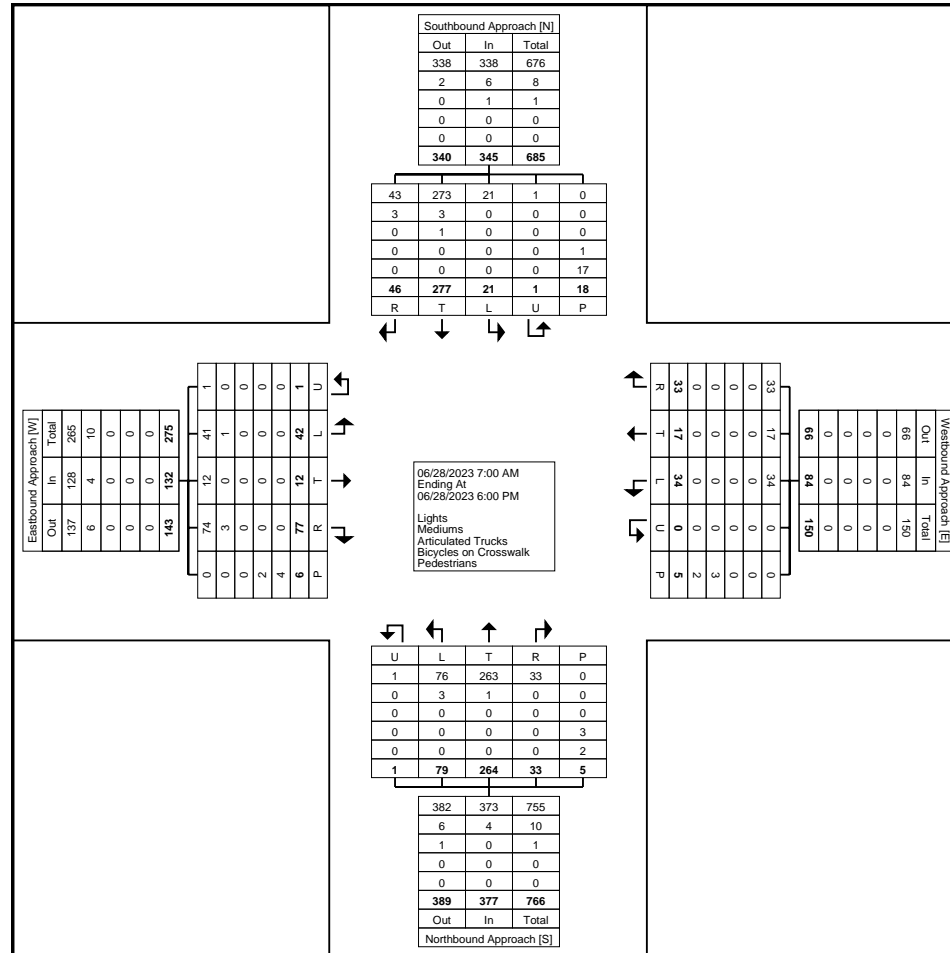 Southbound Approach [N]
Out In Total
338 338 676
2 6 8
0 1 1
0 0 0
0 0 0
340 345 685
43 273 21 1 0
3 3 0 0 0
0 1 0 0 0
0 0 0 0 1
0 0 0 0 17
46 277 21 1 18
R T L U P
Eastbound Approach [W]
Total In Out
265 128 137
10 4 6
0 0 0
0 0 0
0 0 0
275 132 143
1 41 12 74 0
0 1 0 3 0
0 0 0 0 0
0 0 0 0 2
0 0 0 0 4
1 42 12 77 6
U L T R P
06/28/2023 7:00 AM
Ending At
06/28/2023 6:00 PM
Lights
Mediums
Articulated Trucks
Bicycles on Crosswalk
Pedestrians
R T L U P
33 17 34 0 5
0 0 0 0 2
0 0 0 0 3
0 0 0 0 0
0 0 0 0 0
33 17 34 0 0
66 84 150
0 0 0
0 0 0
0 0 0
0 0 0
66 84 150
Out In Total
Westbound Approach [E]
U L T R P
1 76 263 33 0
0 3 1 0 0
0 0 0 0 0
0 0 0 0 3
0 0 0 0 2
1 79 264 33 5
382 373 755
6 4 10
1 0 1
0 0 0
0 0 0
389 377 766
Out In Total
Northbound Approach [S]